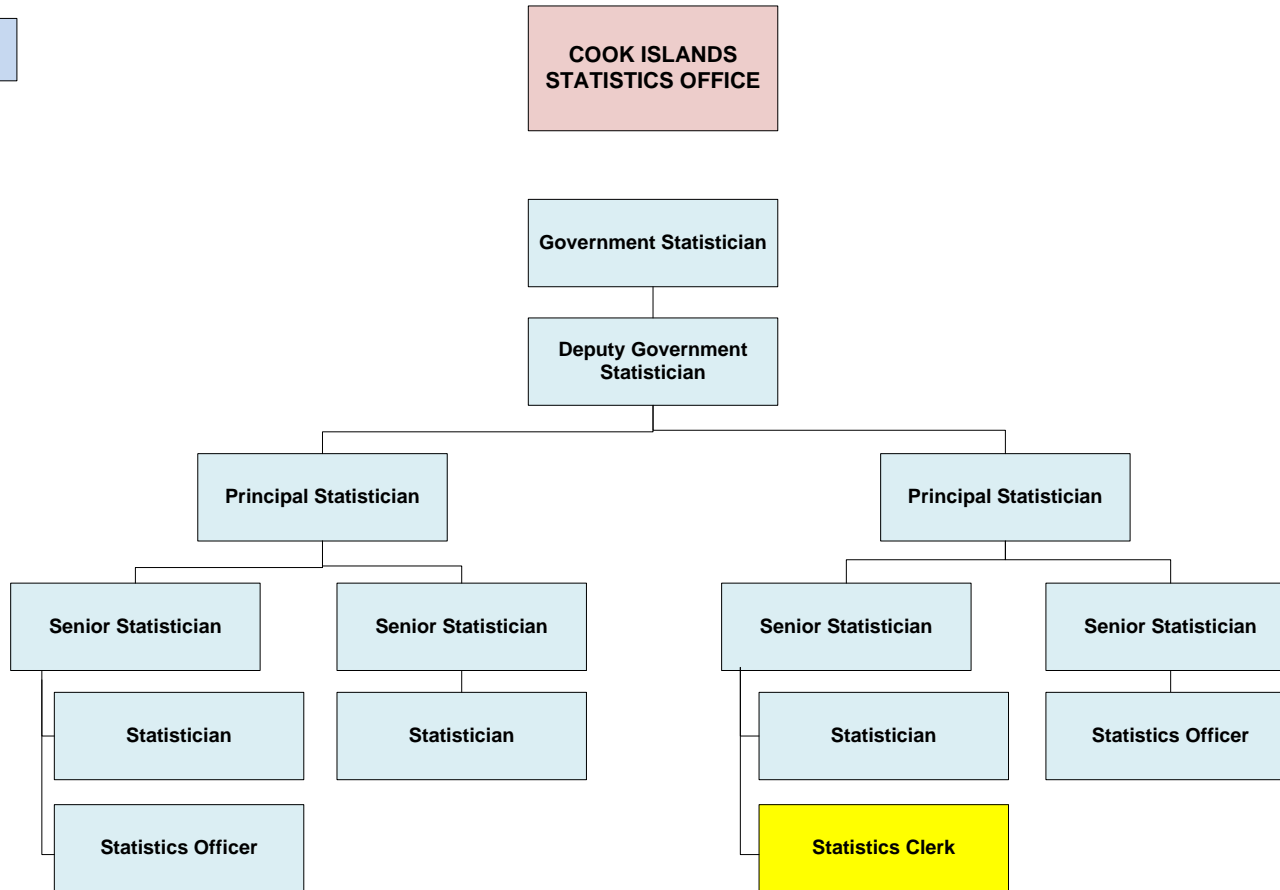 COOK ISLANDS
STATISTICS OFFICE
Government Statistician
Deputy Government
Statistician
Principal Statistician
Principal Statistician
Senior Statistician
Senior Statistician
Senior Statistician
Senior Statistician
Statistician
Statistician
Statistician
Statistics Officer
Statistics Officer
Statistics Clerk